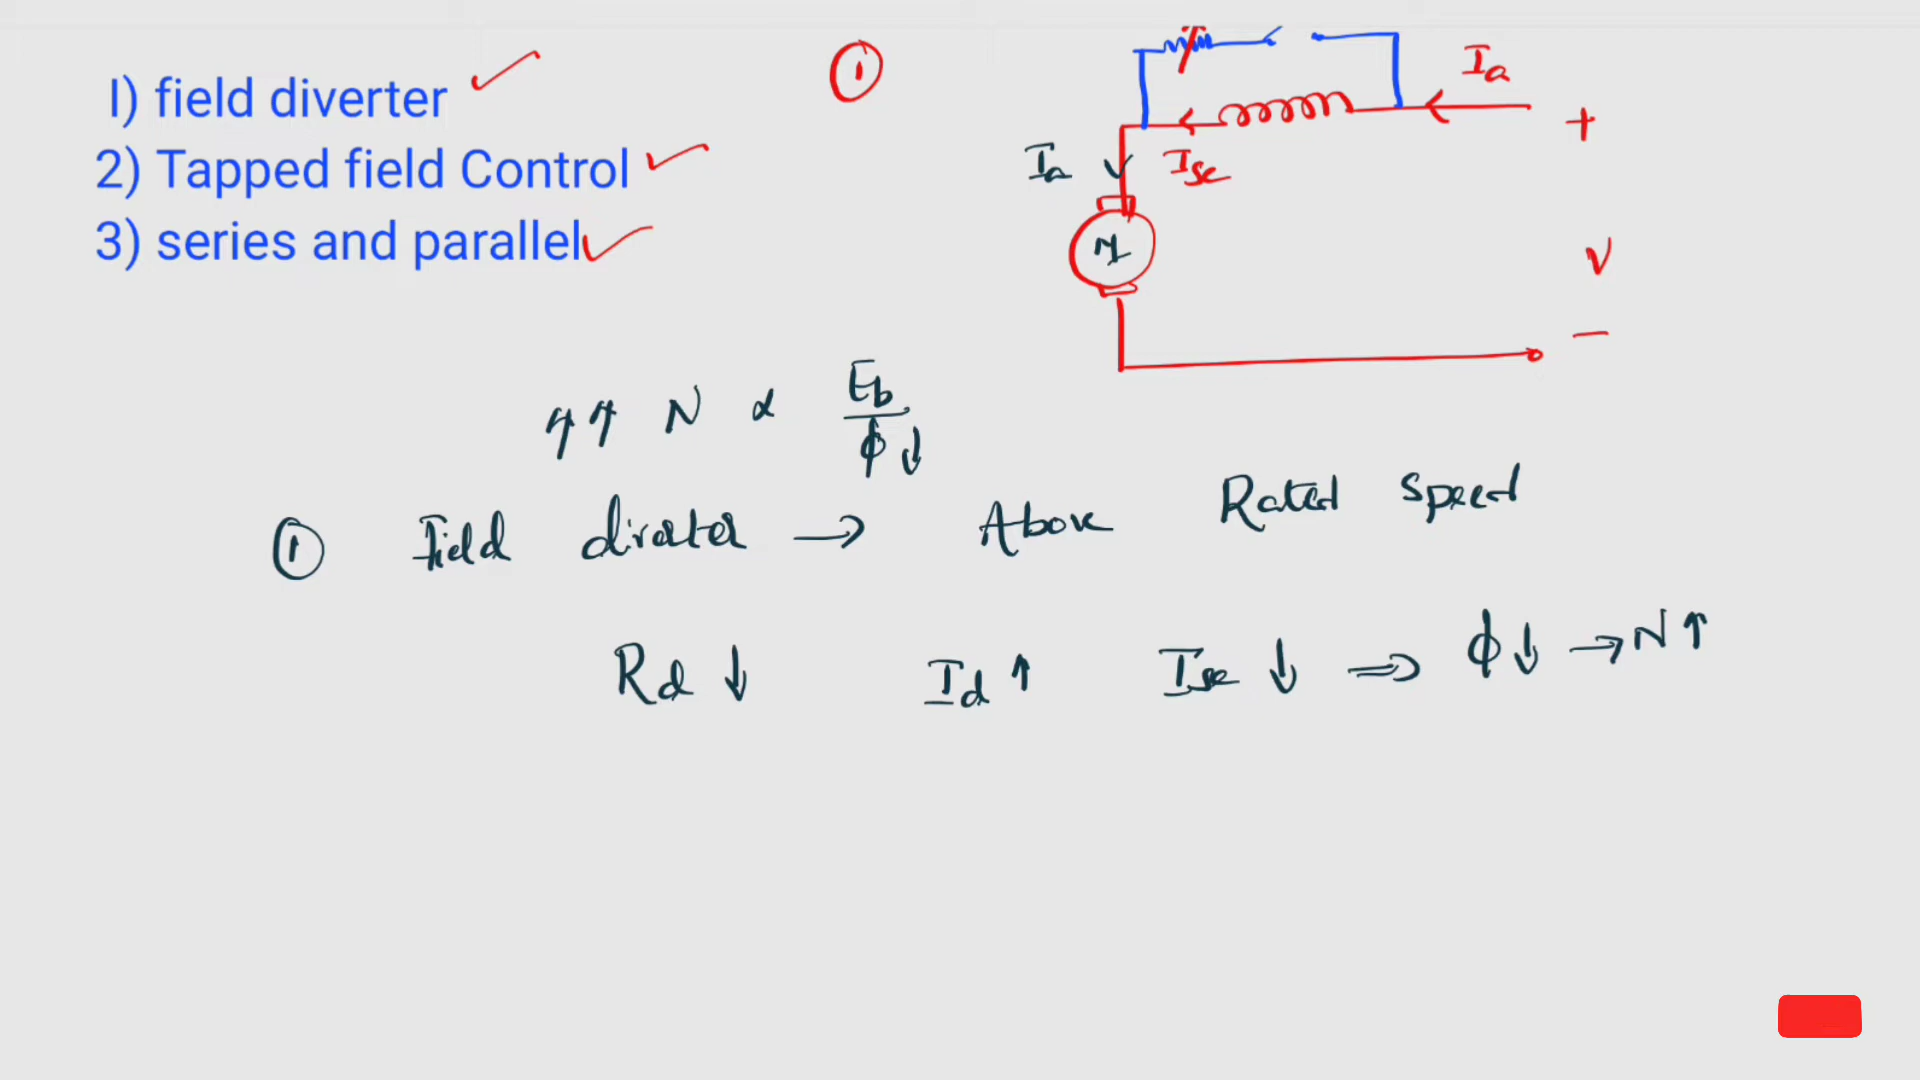 I) field diverter
2) Tapped field Control
3) series and parallel
1
Ia
+
Ia
Ise
M
V
−
↑↑ N ∝ Eb / ϕ↓
1 Field diverter → Above Rated Speed
Rd ↓ Id ↑ Ise ↓ ⇒ ϕ↓ → N↑